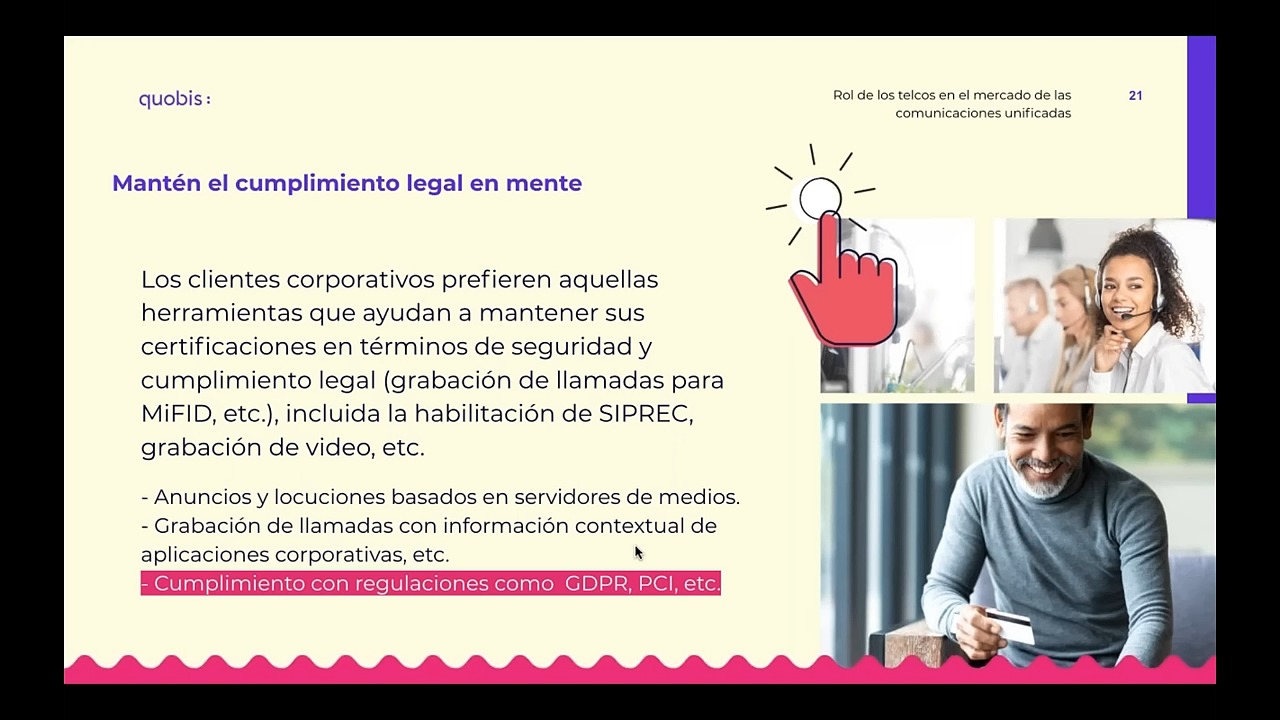 quobis:
Rol de los telcos en el mercado de las
comunicaciones unificadas
21
Mantén el cumplimiento legal en mente
Los clientes corporativos prefieren aquellas
herramientas que ayudan a mantener sus
certificaciones en términos de seguridad y
cumplimiento legal (grabación de llamadas para
MiFID, etc.), incluida la habilitación de SIPREC,
grabación de video, etc.
- Anuncios y locuciones basados en servidores de medios.
- Grabación de llamadas con información contextual de
aplicaciones corporativas, etc.
- Cumplimiento con regulaciones como  GDPR, PCI, etc.